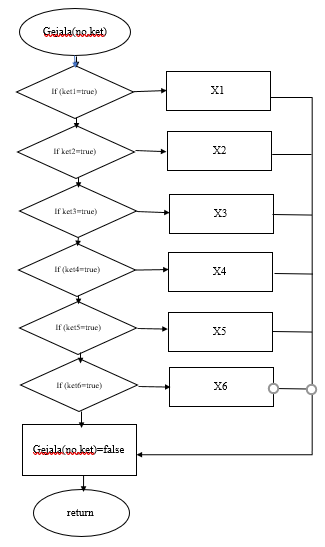 Gejala(no,ket)
If (ket1=true)
X1
If ket2=true)
X2
If ket3=true)
X3
If (ket4=true)
X4
If (ket5=true)
X5
If (ket6=true)
X6
Gejala(no,ket)=false
return